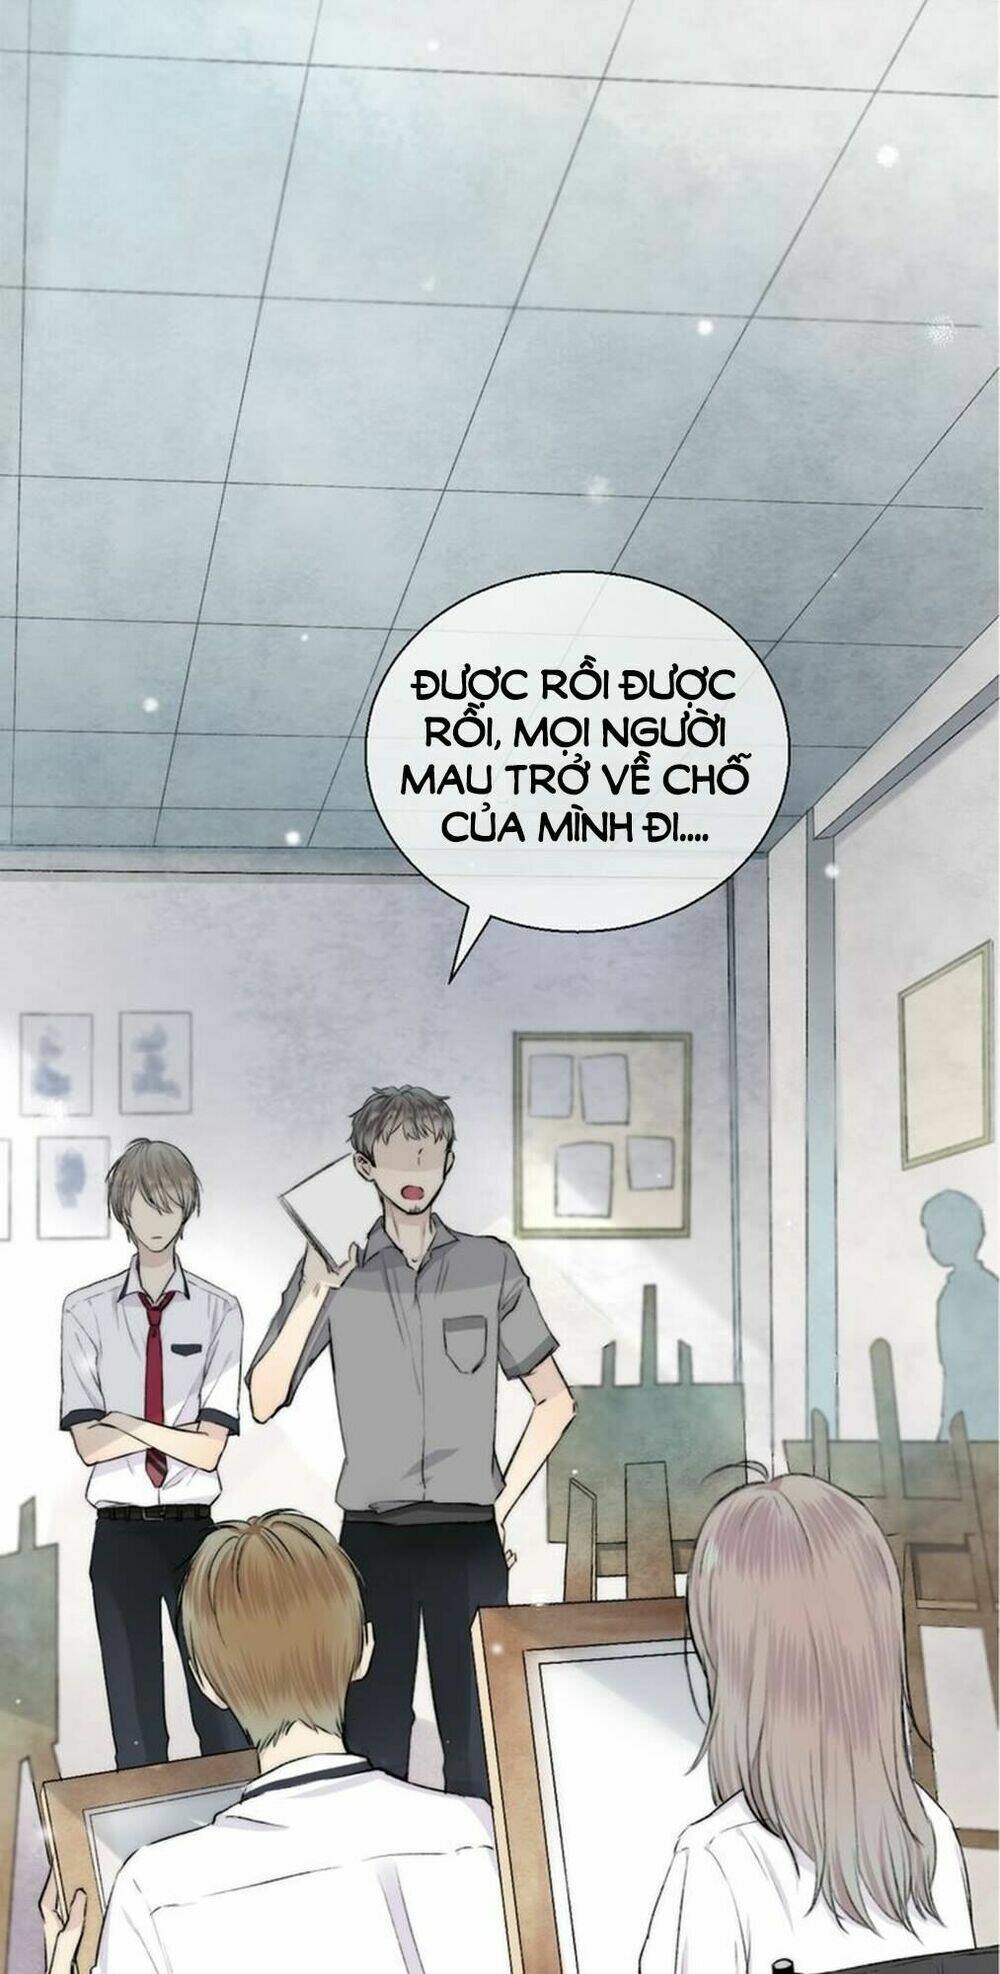 ĐƯỢC RỒI ĐƯỢC
RỒI, MỌI NGƯỜI
MAU TRỞ VỀ CHỖ
CỦA MÌNH ĐI....